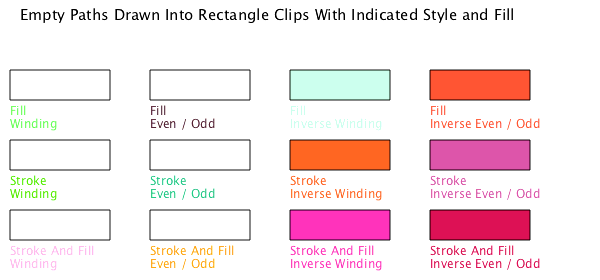 Empty Paths Drawn Into Rectangle Clips With Indicated Style and Fill
Fill
Winding
Fill
Even / Odd
Fill
Inverse Winding
Fill
Inverse Even / Odd
Stroke
Winding
Stroke
Even / Odd
Stroke
Inverse Winding
Stroke
Inverse Even / Odd
Stroke And Fill
Winding
Stroke And Fill
Even / Odd
Stroke And Fill
Inverse Winding
Stroke And Fill
Inverse Even / Odd